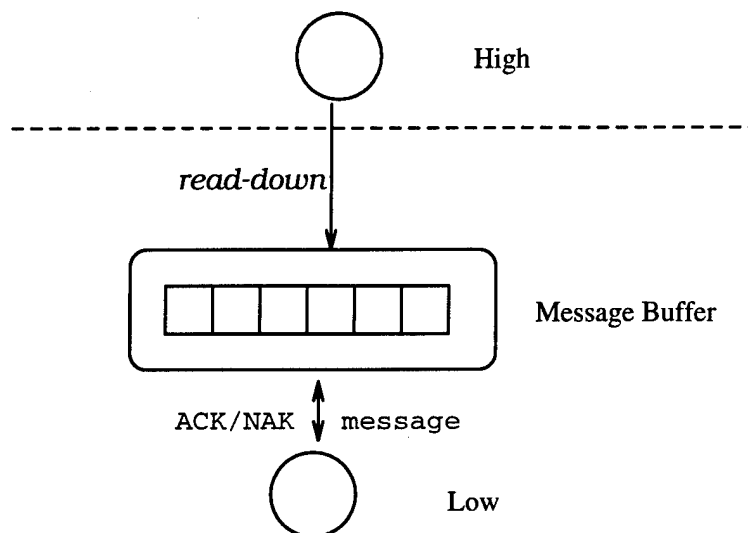 High
read-down
Message Buffer
ACK/NAK message
Low